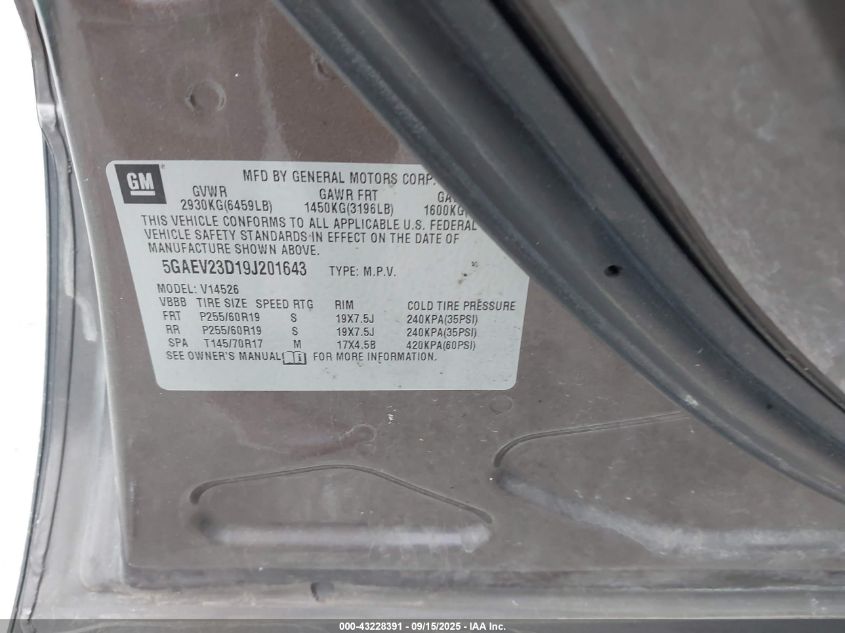 GM
MFD BY GENERAL MOTORS CORP.
GVWR GAWR FRT
2930KG(6459LB) 1450KG(3196LB) 1600KG(
THIS VEHICLE CONFORMS TO ALL APPLICABLE U.S. FEDERAL
VEHICLE SAFETY STANDARDS IN EFFECT ON THE DATE OF
MANUFACTURE SHOWN ABOVE.
5GAEV23D19J201643 TYPE: M.P.V.
MODEL: V14526
VBBB TIRE SIZE SPEED RTG RIM COLD TIRE PRESSURE
FRT P255/60R19 S 19X7.5J 240KPA(35PSI)
RR P255/60R19 S 19X7.5J 240KPA(35PSI)
SPA T145/70R17 M 17X4.5B 420KPA(60PSI)
SEE OWNER'S MANUAL FOR MORE INFORMATION.
000-43228391 - 09/15/2025 - IAA Inc.